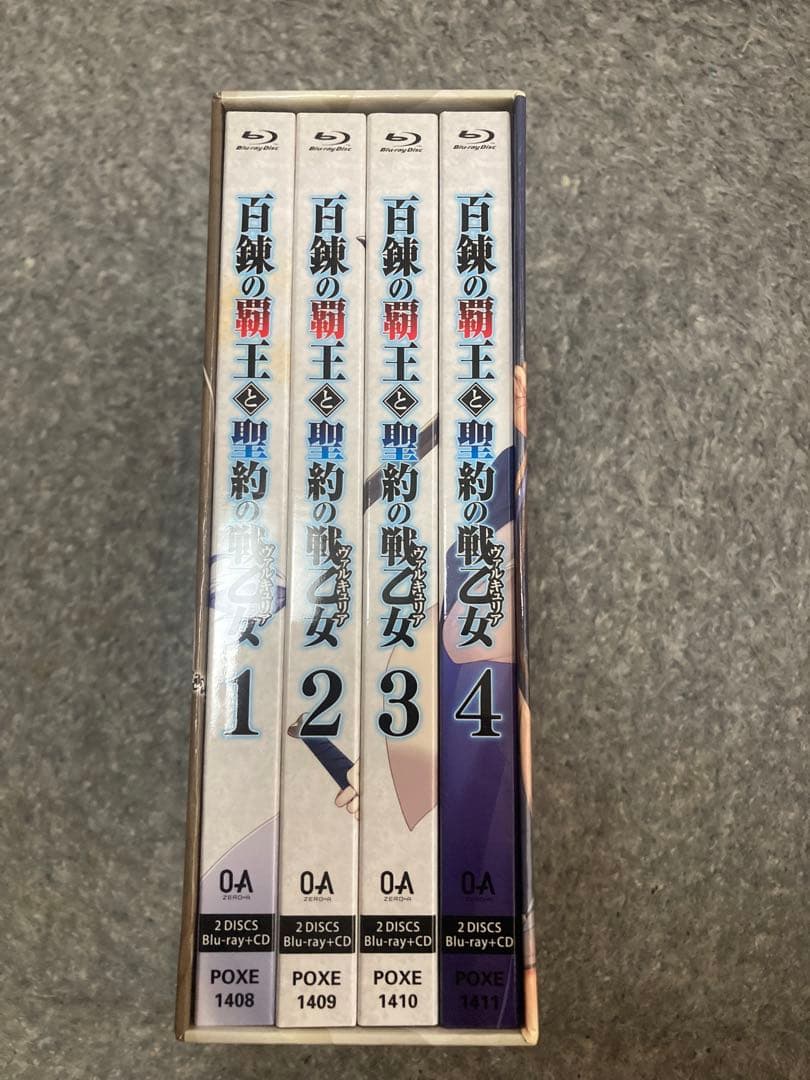 Blu-ray Disc
百錬の覇王と聖約の戦乙女
ヴァルキュリア
1
0-A
ZERO-A
2 DISCS
Blu-ray+CD
POXE
1408
Blu-ray Disc
百錬の覇王と聖約の戦乙女
ヴァルキュリア
2
0-A
ZERO-A
2 DISCS
Blu-ray+CD
POXE
1409
Blu-ray Disc
百錬の覇王と聖約の戦乙女
ヴァルキュリア
3
0-A
ZERO-A
2 DISCS
Blu-ray+CD
POXE
1410
Blu-ray Disc
百錬の覇王と聖約の戦乙女
ヴァルキュリア
4
0-A
ZERO-A
2 DISCS
Blu-ray+CD
POXE
1411